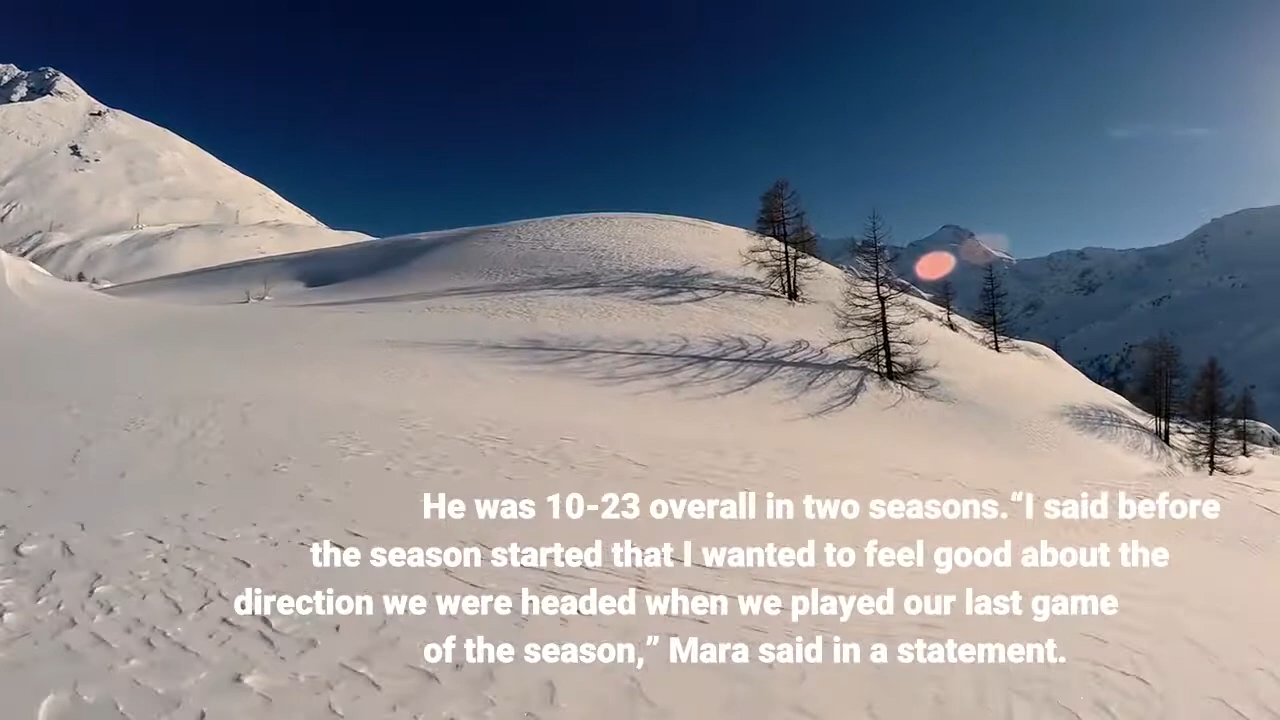 He was 10-23 overall in two seasons.“I said before
the season started that I wanted to feel good about the
direction we were headed when we played our last game
of the season,” Mara said in a statement.